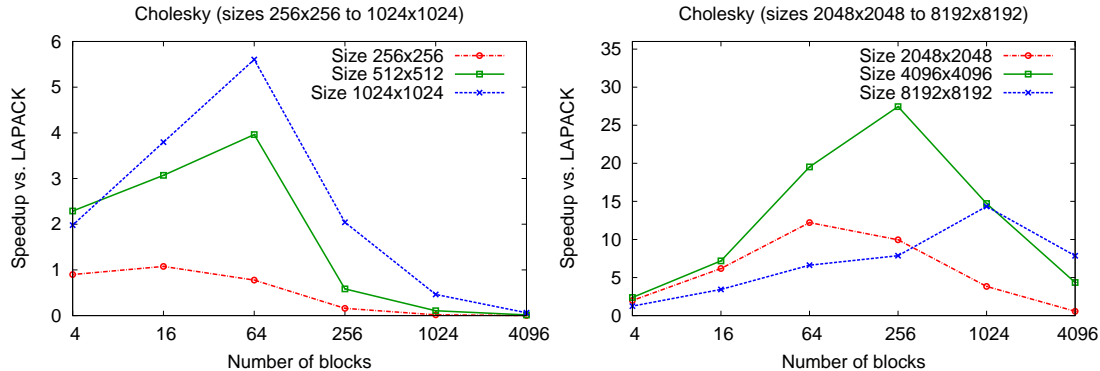 Cholesky (sizes 256x256 to 1024x1024)
Speedup vs. LAPACK
6
5
4
3
2
1
0
Size 256x256
Size 512x512
Size 1024x1024
4 16 64 256 1024 4096
Number of blocks
Cholesky (sizes 2048x2048 to 8192x8192)
Speedup vs. LAPACK
35
30
25
20
15
10
5
0
Size 2048x2048
Size 4096x4096
Size 8192x8192
4 16 64 256 1024 4096
Number of blocks